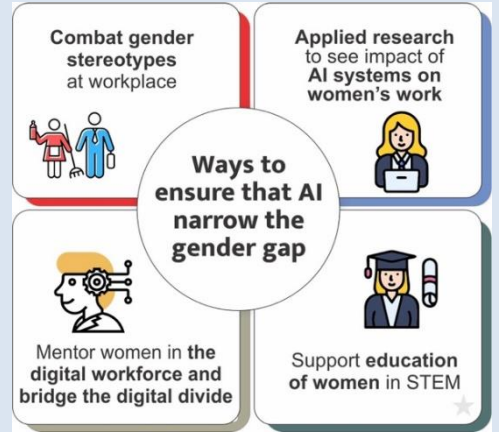 Combat gender
stereotypes
at workplace
Applied research
to see impact of
AI systems on
women's work
Ways to
ensure that AI
narrow the
gender gap
Mentor women in the
digital workforce and
bridge the digital divide
Support education
of women in STEM